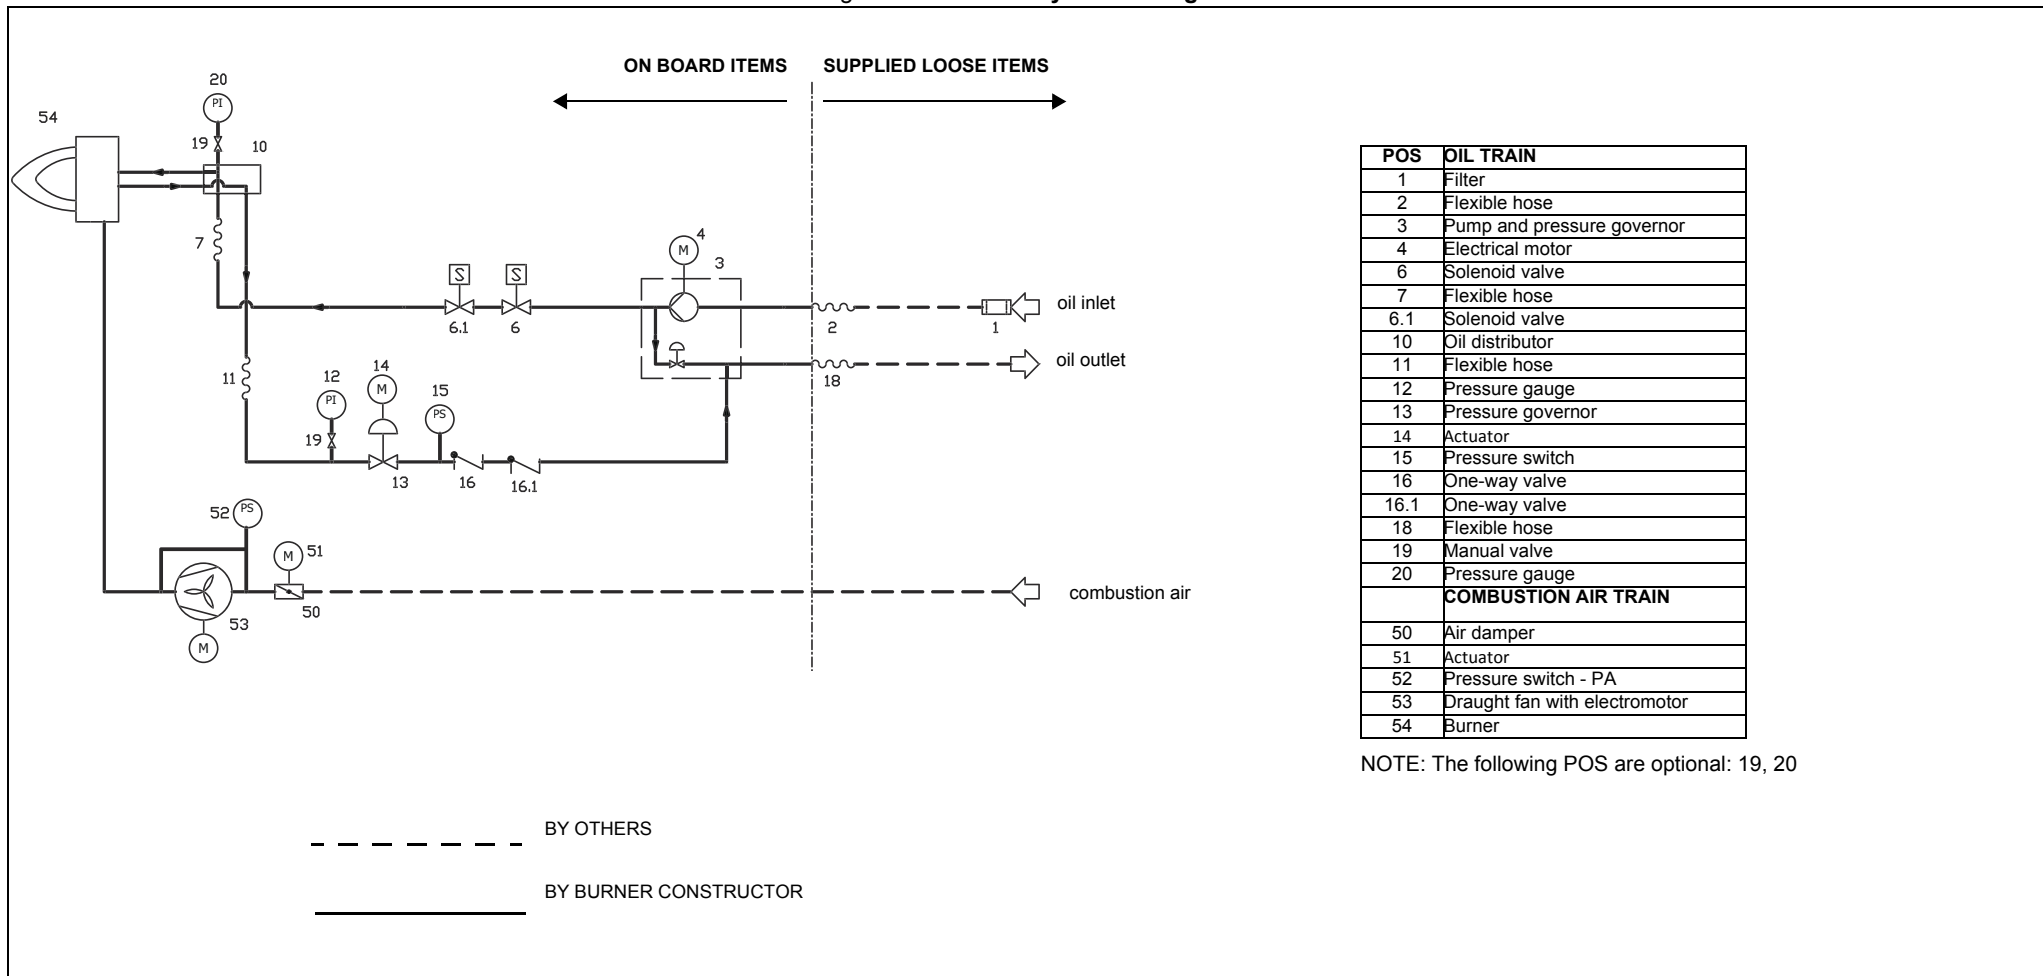 ON BOARD ITEMS SUPPLIED LOOSE ITEMS
20
PI
54
19
10
7
4
M
3
S S
6.1 6
2
1
oil inlet
oil outlet
18
11
12
PI
19
14
M
13
15
PS
16
16.1
52
PS
M
51
50
53
M
combustion air
BY OTHERS
BY BURNER CONSTRUCTOR
POS OIL TRAIN
1 Filter
2 Flexible hose
3 Pump and pressure governor
4 Electrical motor
6 Solenoid valve
7 Flexible hose
6.1 Solenoid valve
10 Oil distributor
11 Flexible hose
12 Pressure gauge
13 Pressure governor
14 Actuator
15 Pressure switch
16 One-way valve
16.1 One-way valve
18 Flexible hose
19 Manual valve
20 Pressure gauge
COMBUSTION AIR TRAIN
50 Air damper
51 Actuator
52 Pressure switch - PA
53 Draught fan with electromotor
54 Burner
NOTE: The following POS are optional: 19, 20